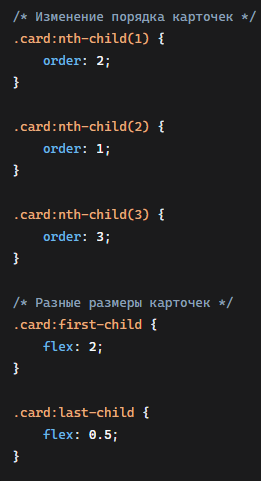 /* Изменение порядка карточек */
.card:nth-child(1) {
    order: 2;
}

.card:nth-child(2) {
    order: 1;
}

.card:nth-child(3) {
    order: 3;
}

/* Разные размеры карточек */
.card:first-child {
    flex: 2;
}

.card:last-child {
    flex: 0.5;
}